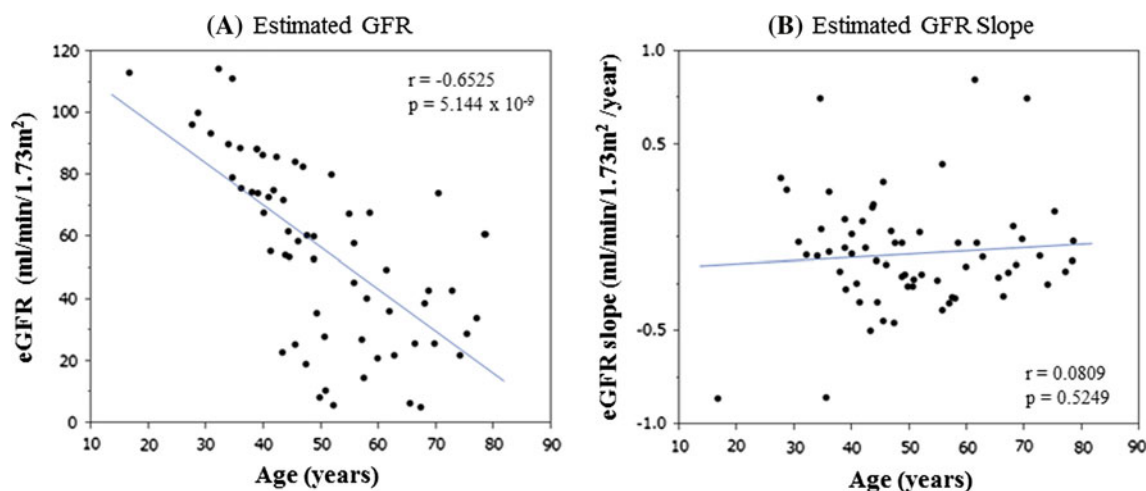 (A) Estimated GFR
eGFR (ml/min/1.73m²)
120
100
80
60
40
20
0
r = -0.6525
p = 5.144 x 10⁻⁹
10 20 30 40 50 60 70 80 90
Age (years)
(B) Estimated GFR Slope
eGFR slope (ml/min/1.73m² /year)
1.0
0.5
-0.5
-1.0
r = 0.0809
p = 0.5249
10 20 30 40 50 60 70 80 90
Age (years)